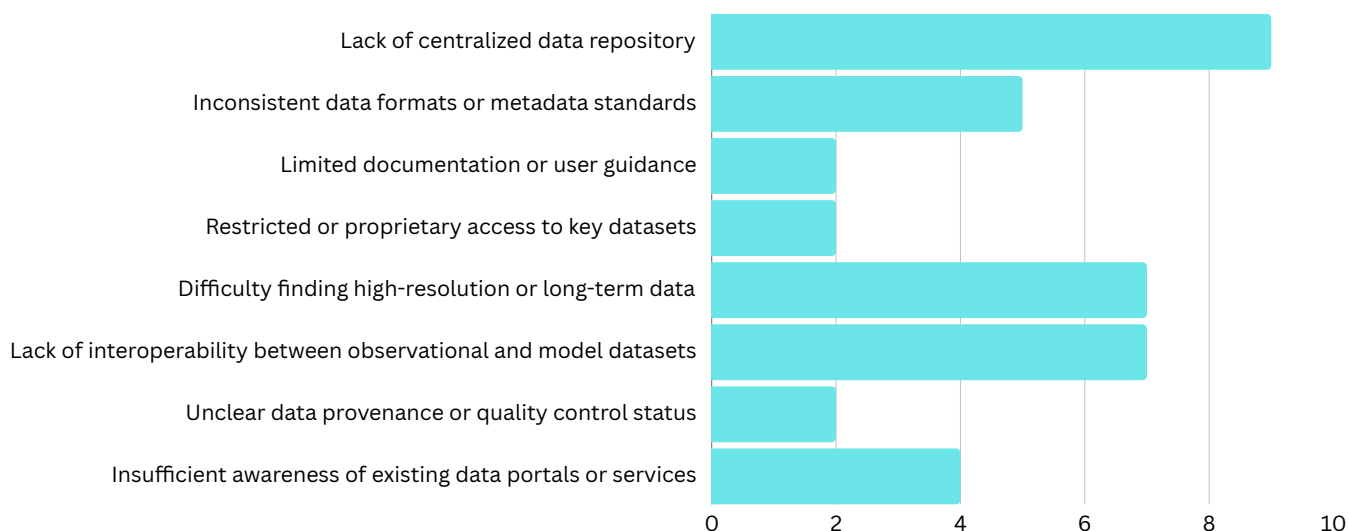 Lack of centralized data repository
Inconsistent data formats or metadata standards
Limited documentation or user guidance
Restricted or proprietary access to key datasets
Difficulty finding high-resolution or long-term data
Lack of interoperability between observational and model datasets
Unclear data provenance or quality control status
Insufficient awareness of existing data portals or services
0 2 4 6 8 10